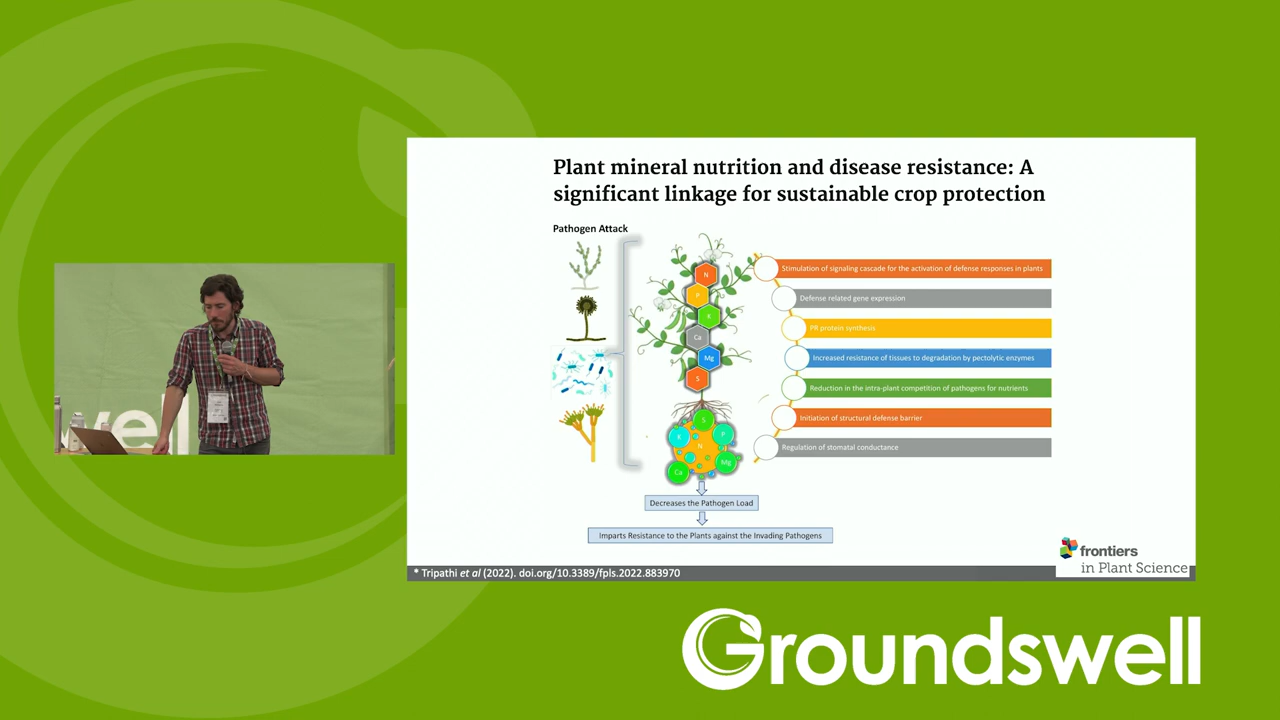 Plant mineral nutrition and disease resistance: A
significant linkage for sustainable crop protection
Pathogen Attack
N
P
K
Ca
Mg
S
S
K
P
N
Ca
Mg
Stimulation of signaling cascade for the activation of defense responses in plants
Defense related gene expression
PR protein synthesis
Increased resistance of tissues to degradation by pectolytic enzymes
Reduction in the intra-plant competition of pathogens for nutrients
Initiation of structural defense barrier
Regulation of stomatal conductance
Decreases the Pathogen Load
Imparts Resistance to the Plants against the Invading Pathogens
frontiers
in Plant Science
* Tripathi et al (2022). doi.org/10.3389/fpls.2022.883970
well
Groundswell